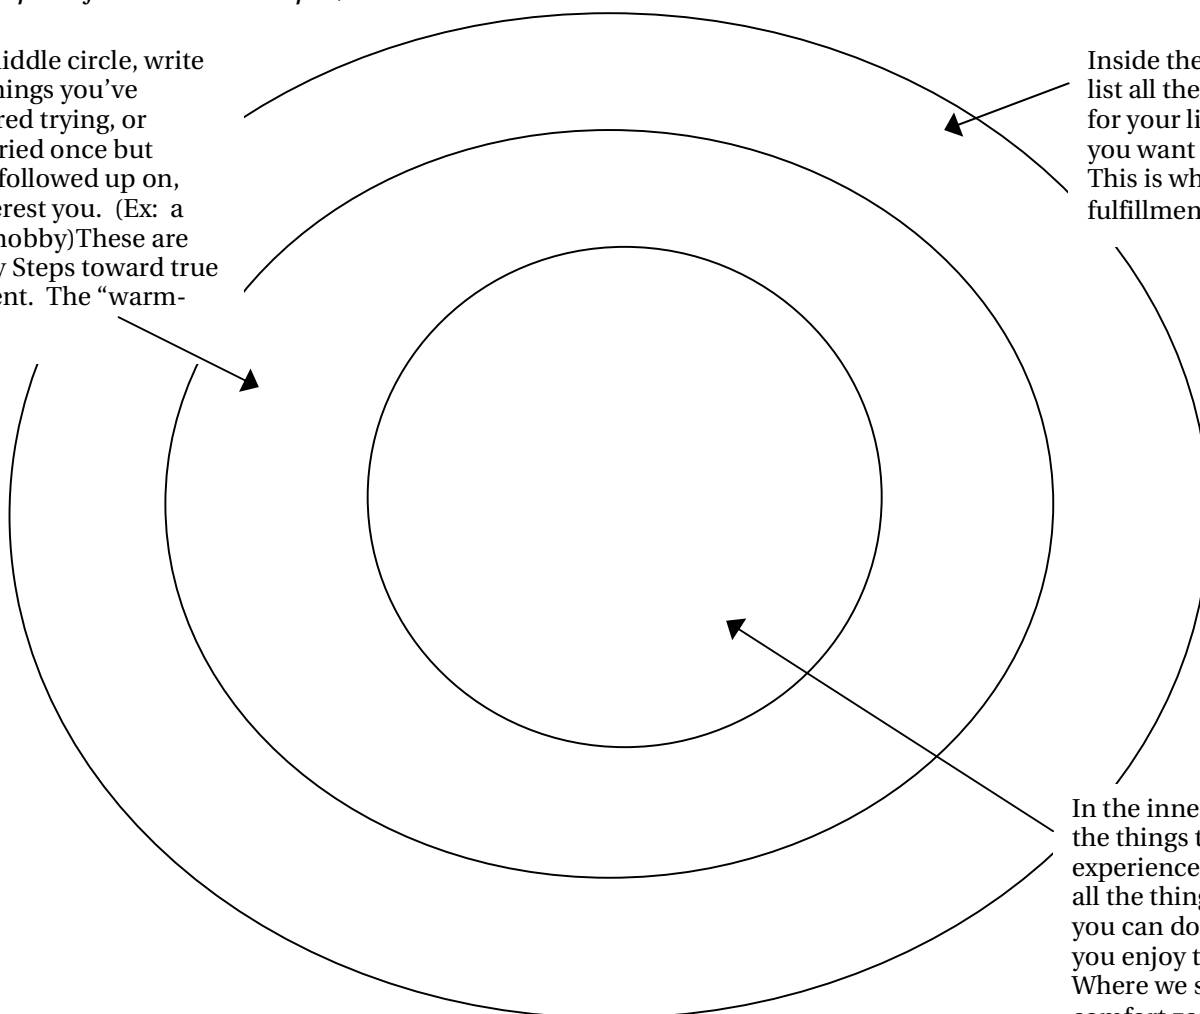 iddle circle, write
ings you've
red trying, or
ried once but
followed up on,
erest you. (Ex: a
hobby)These are
y Steps toward true
ent. The “warm-
Inside the
list all the
for your li
you want
This is wh
fulfillmen
In the inne
the things t
experience
all the thing
you can do
you enjoy t
Where we s